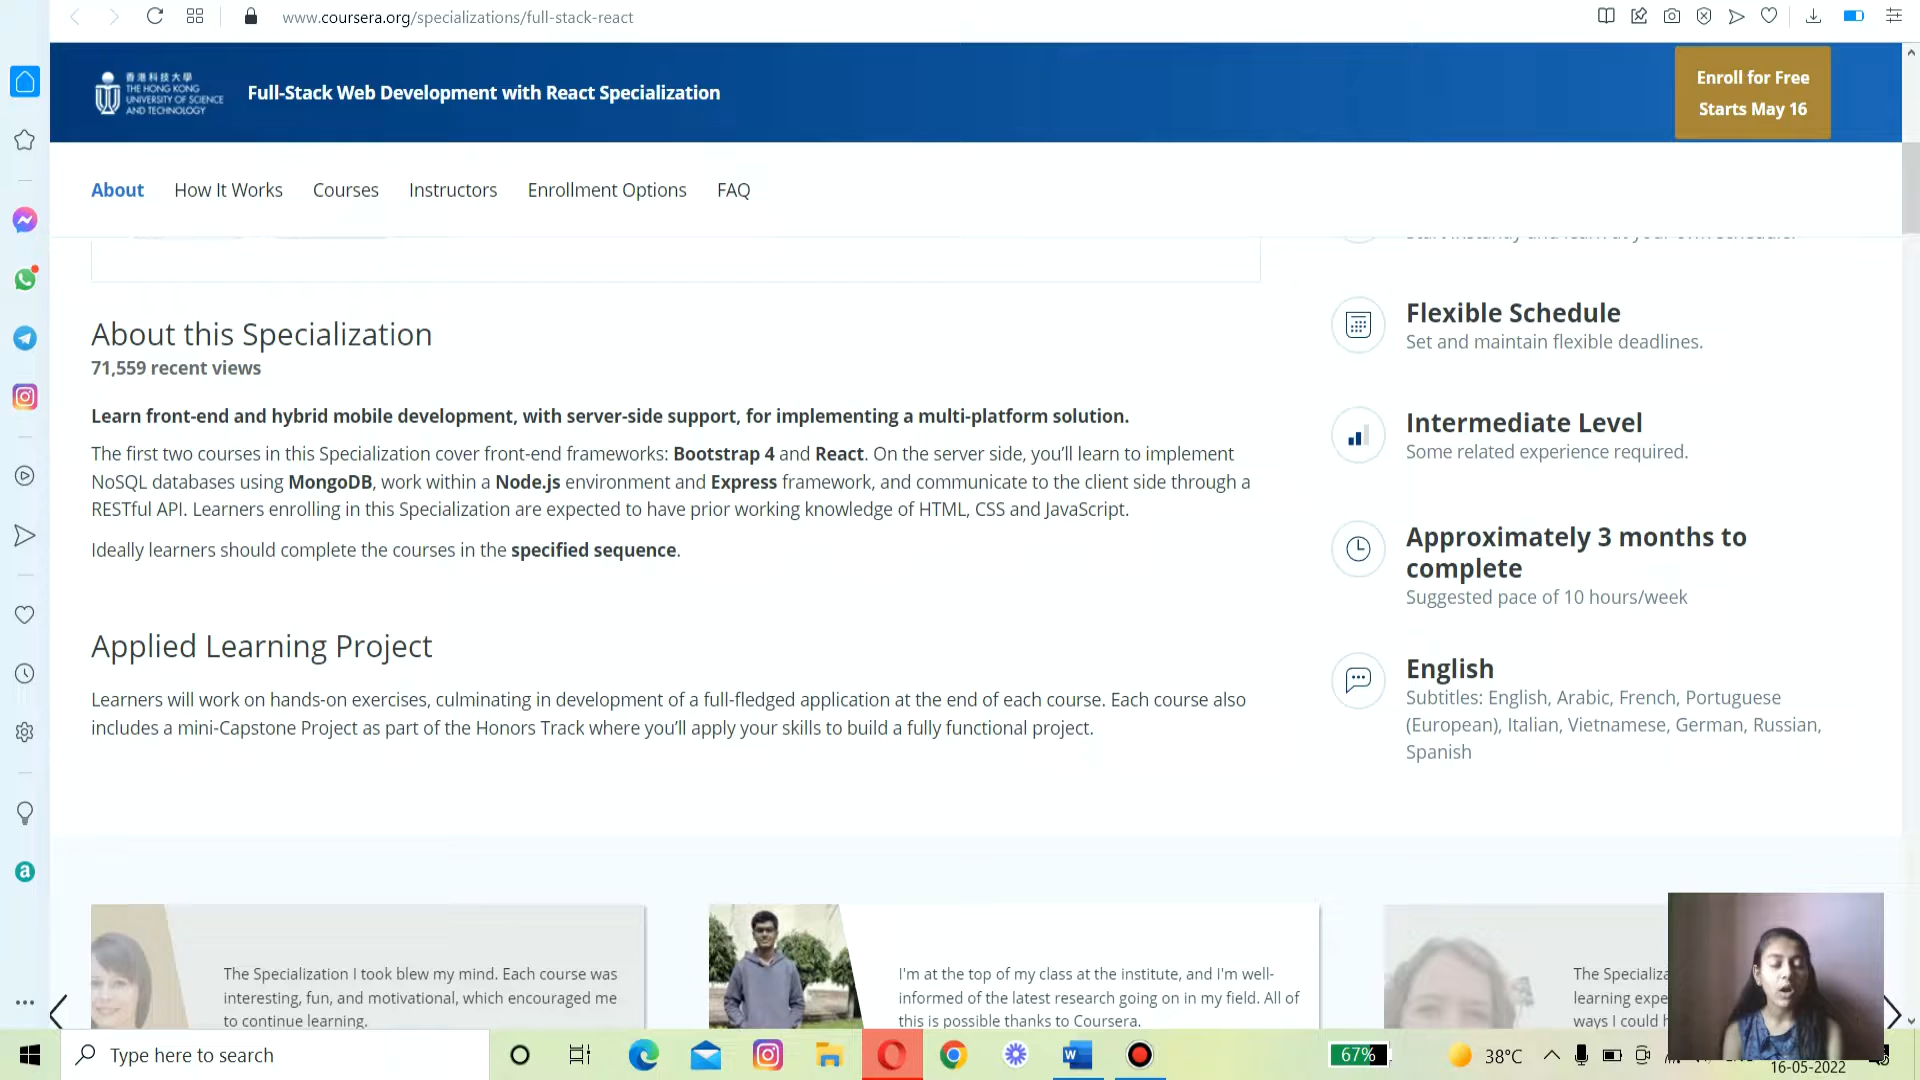 www.coursera.org/specializations/full-stack-react
香港科技大學
THE HONG KONG
UNIVERSITY OF SCIENCE
AND TECHNOLOGY
Full-Stack Web Development with React Specialization
Enroll for Free
Starts May 16
About How It Works Courses Instructors Enrollment Options FAQ
About this Specialization
71,559 recent views
Learn front-end and hybrid mobile development, with server-side support, for implementing a multi-platform solution.
The first two courses in this Specialization cover front-end frameworks: Bootstrap 4 and React. On the server side, you’ll learn to implement
NoSQL databases using MongoDB, work within a Node.js environment and Express framework, and communicate to the client side through a
RESTful API. Learners enrolling in this Specialization are expected to have prior working knowledge of HTML, CSS and JavaScript.
Ideally learners should complete the courses in the specified sequence.
Applied Learning Project
Learners will work on hands-on exercises, culminating in development of a full-fledged application at the end of each course. Each course also
includes a mini-Capstone Project as part of the Honors Track where you’ll apply your skills to build a fully functional project.
Flexible Schedule
Set and maintain flexible deadlines.
Intermediate Level
Some related experience required.
Approximately 3 months to
complete
Suggested pace of 10 hours/week
English
Subtitles: English, Arabic, French, Portuguese
(European), Italian, Vietnamese, German, Russian,
Spanish
The Specialization I took blew my mind. Each course was
interesting, fun, and motivational, which encouraged me
to continue learning.
I'm at the top of my class at the institute, and I'm well-
informed of the latest research going on in my field. All of
this is possible thanks to Coursera.
The
learning
ways I could
Type here to search
67%
38°C
16-05-2022